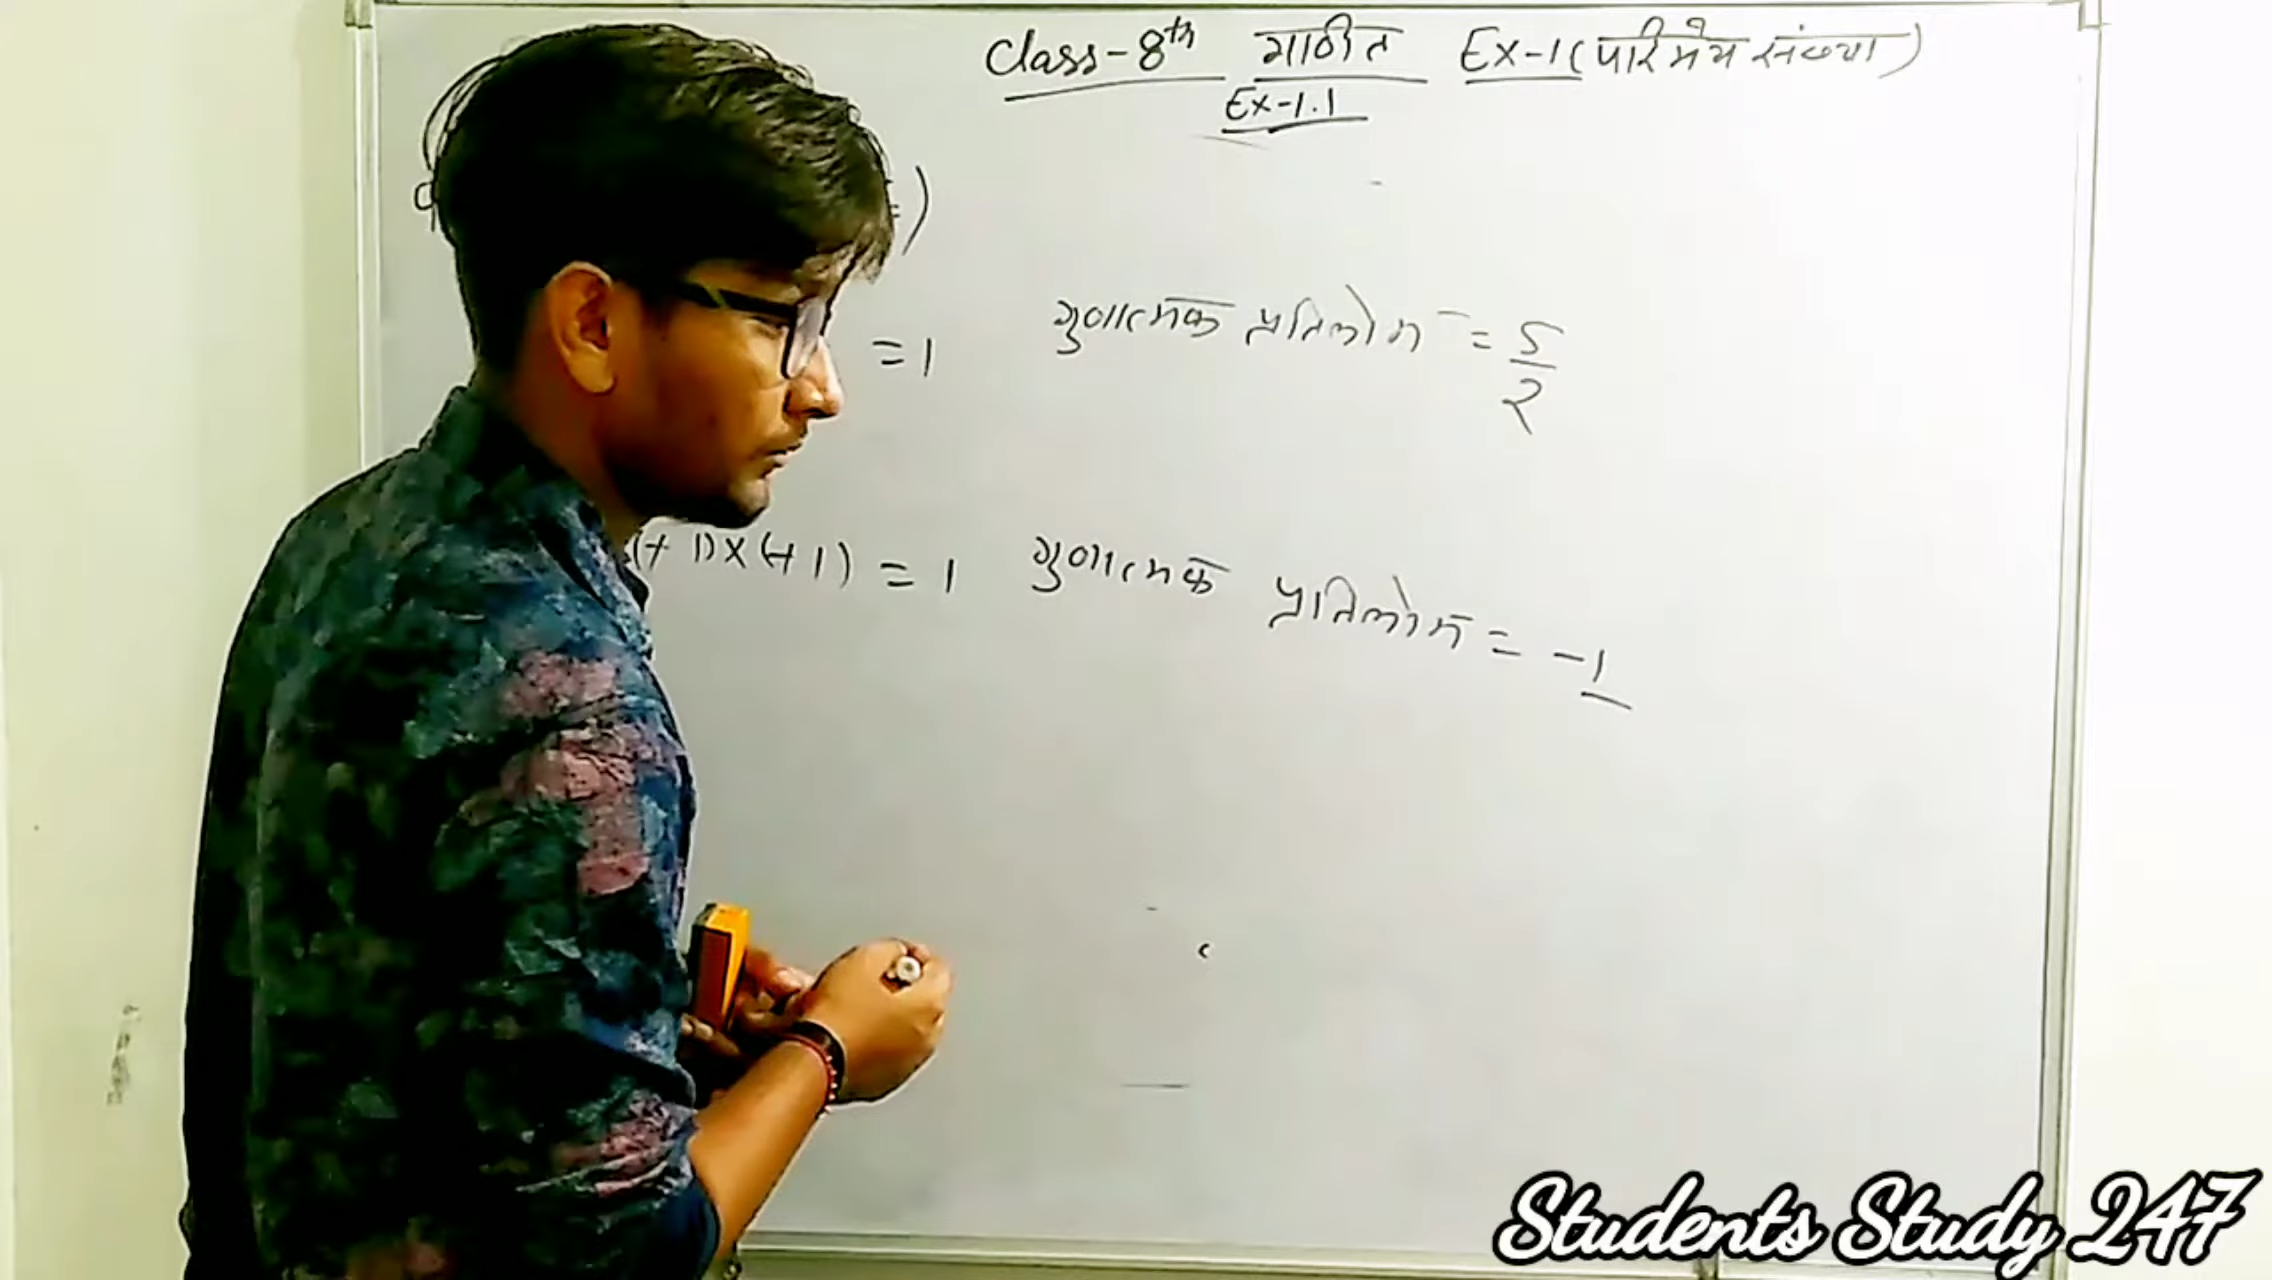 Class-8th गणित Ex-1(परिमेय संख्या)
Ex-1.1
)
=1 गुणात्मक प्रतिलोम = 5/2
(+1)x(+1) = 1 गुणात्मक प्रतिलोम = -1
Students Study 247